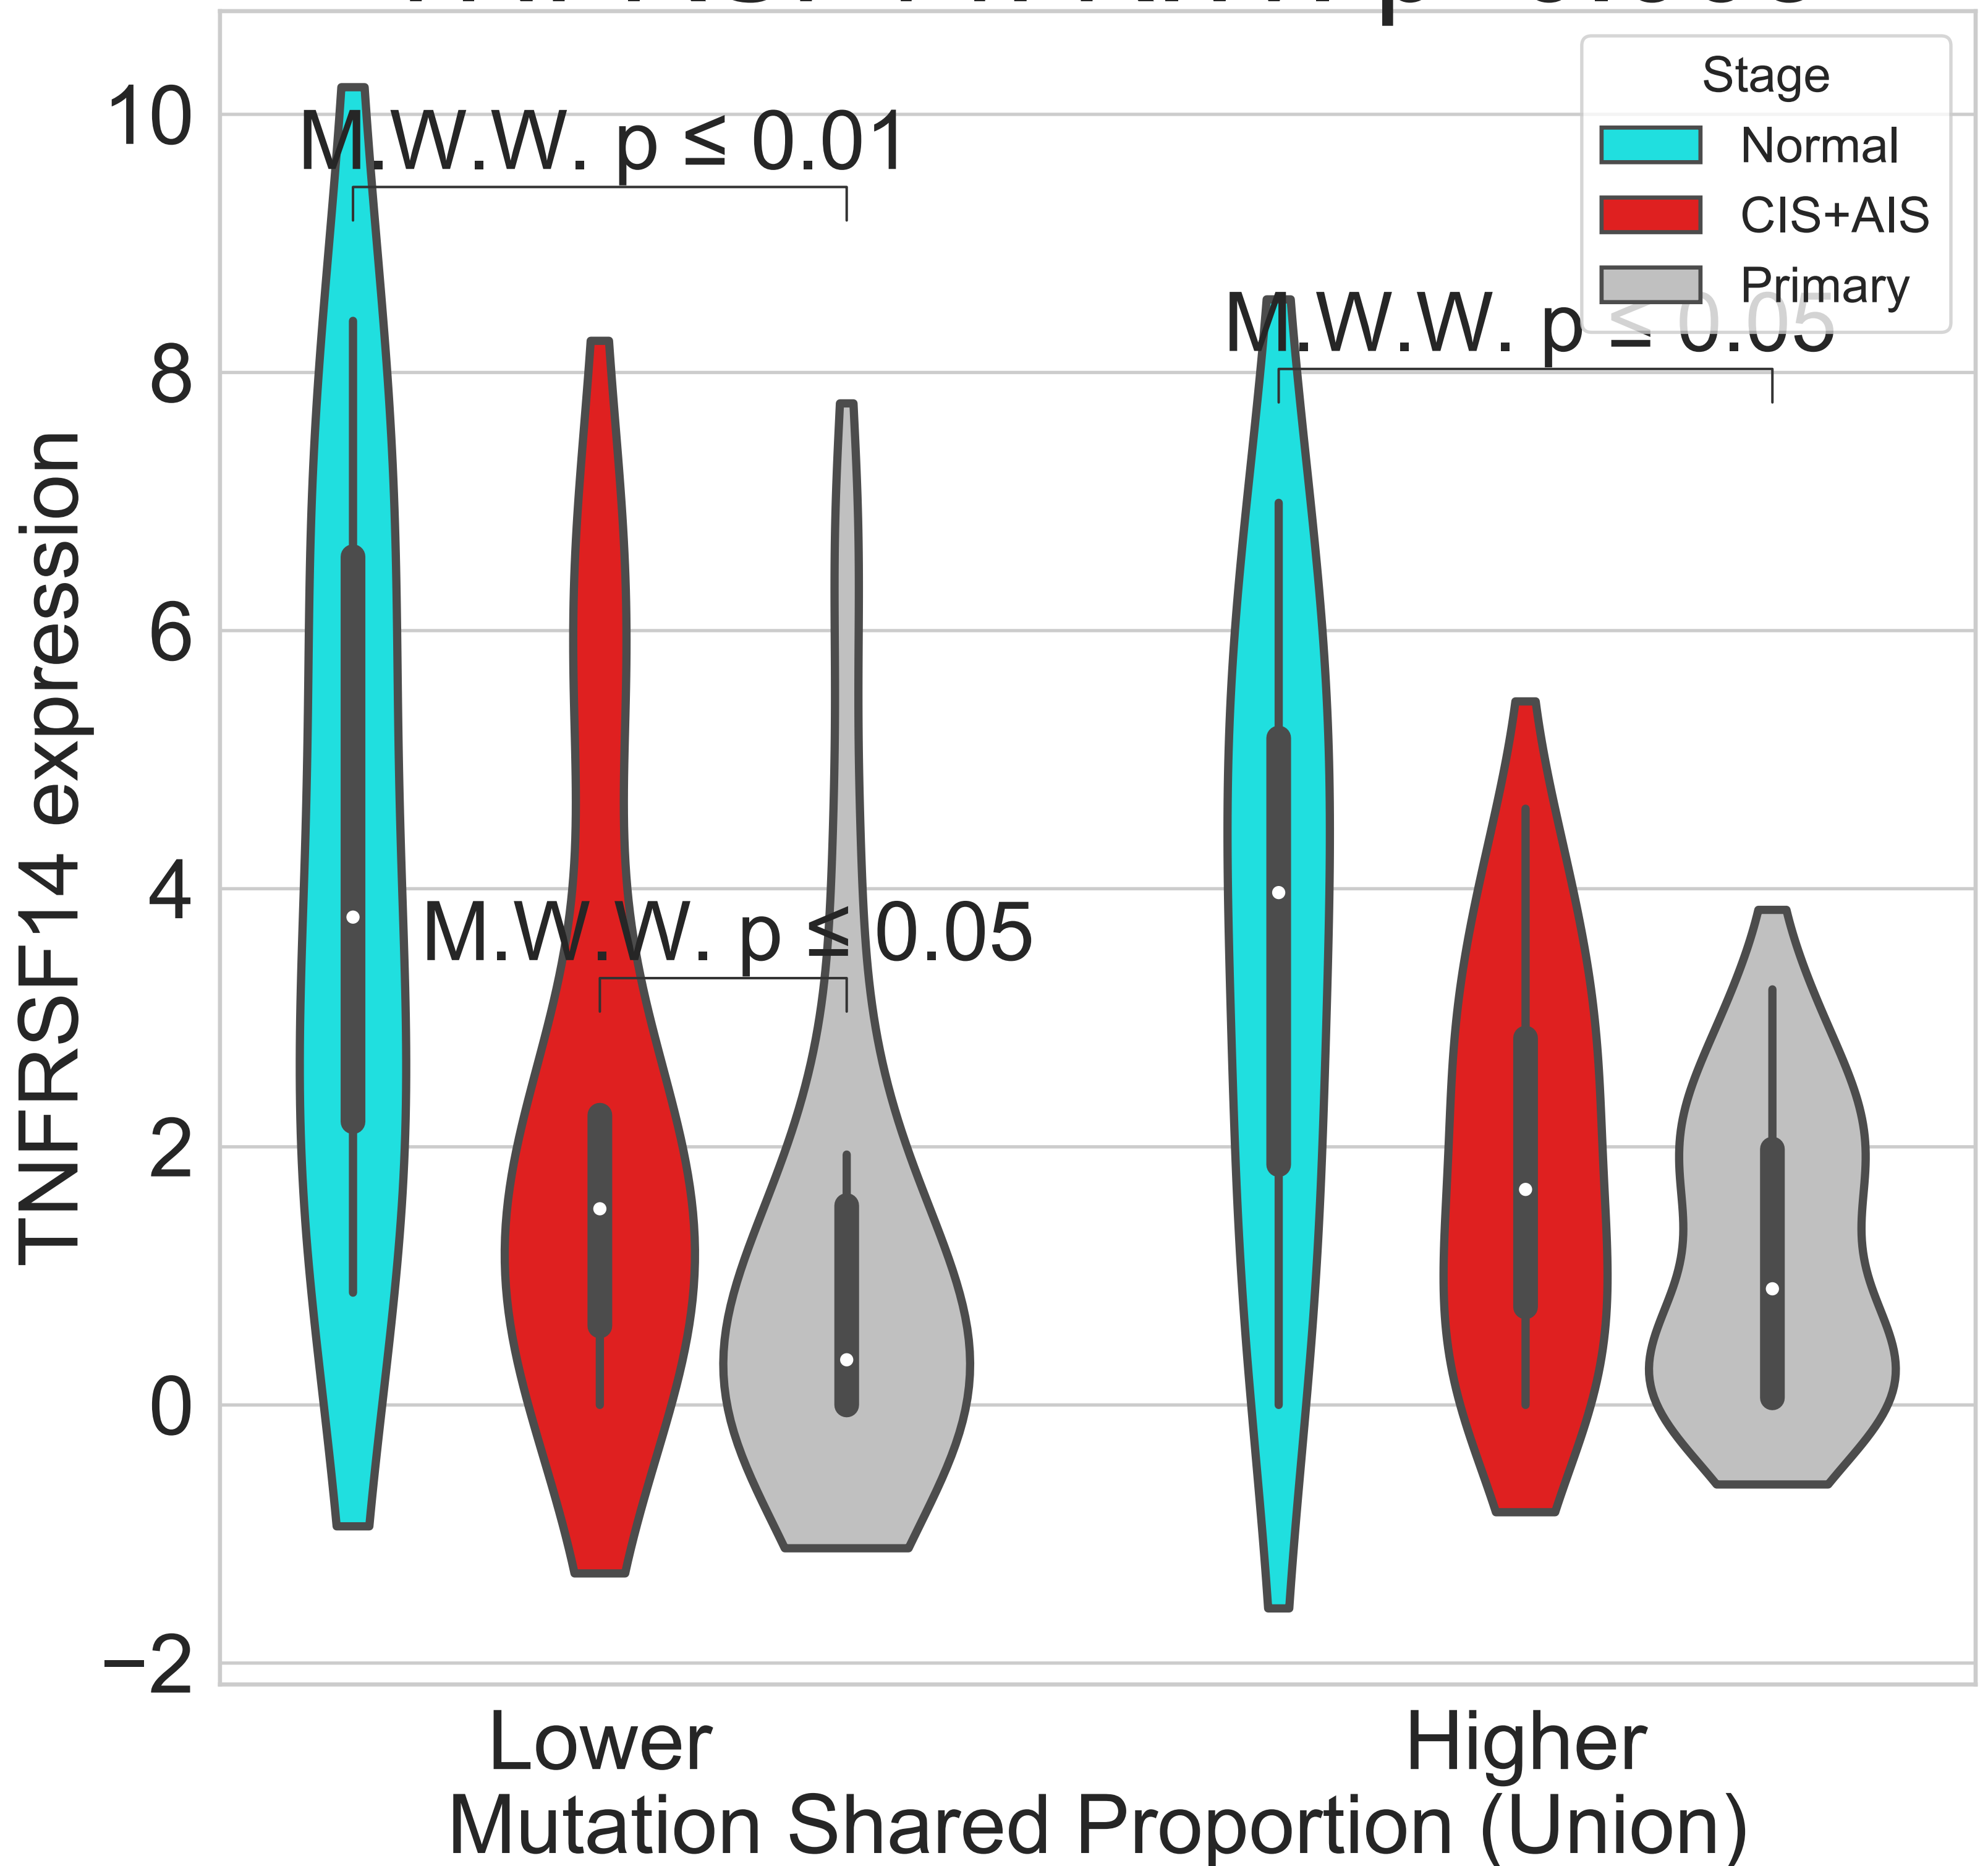 Stage
Normal
CIS+AIS
Primary
M.W.W. p ≤ 0.01
M.W.W. p ≤ 0.05
M.W.W. p ≤ 0.05
10
8
6
4
2
0
−2
TNFRSF14 expression
Lower
Higher
Mutation Shared Proportion (Union)